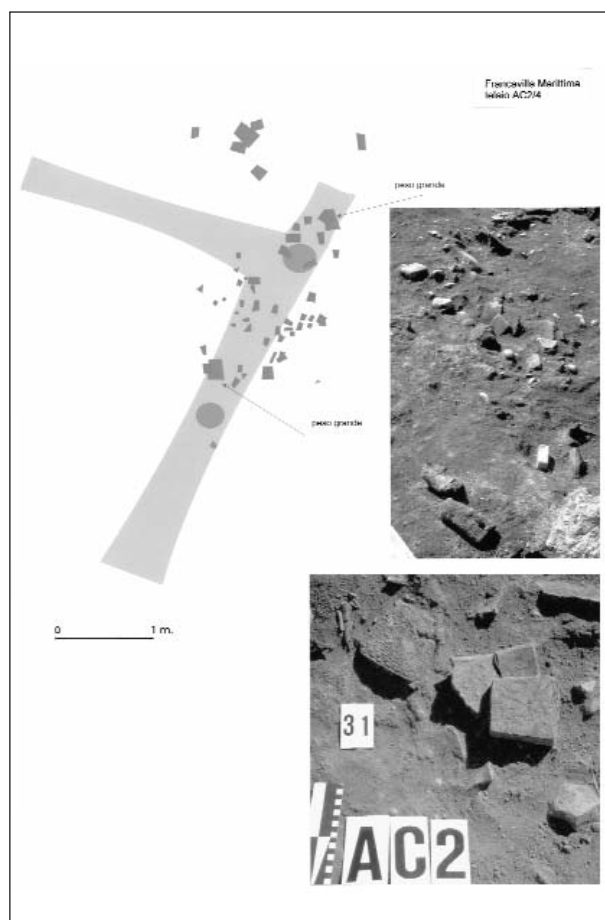 Francavilla Marittima
telaio AC2/4
peso grande
peso grande
0 1 m.
31
AC2